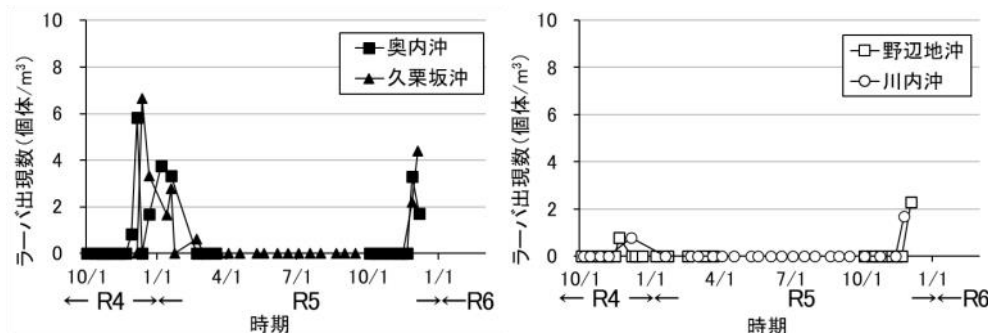 ラーバ出現数(個体/m³)
10
8
6
4
2
0
■奥内沖
▲久栗坂沖
10/1 1/1 4/1 7/1 10/1 1/1
← R4 →← R5 →←R6
時期
ラーバ出現数(個体/m³)
10
8
6
4
2
0
□野辺地沖
○川内沖
10/1 1/1 4/1 7/1 10/1 1/1
← R4 →← R5 →←R6
時期